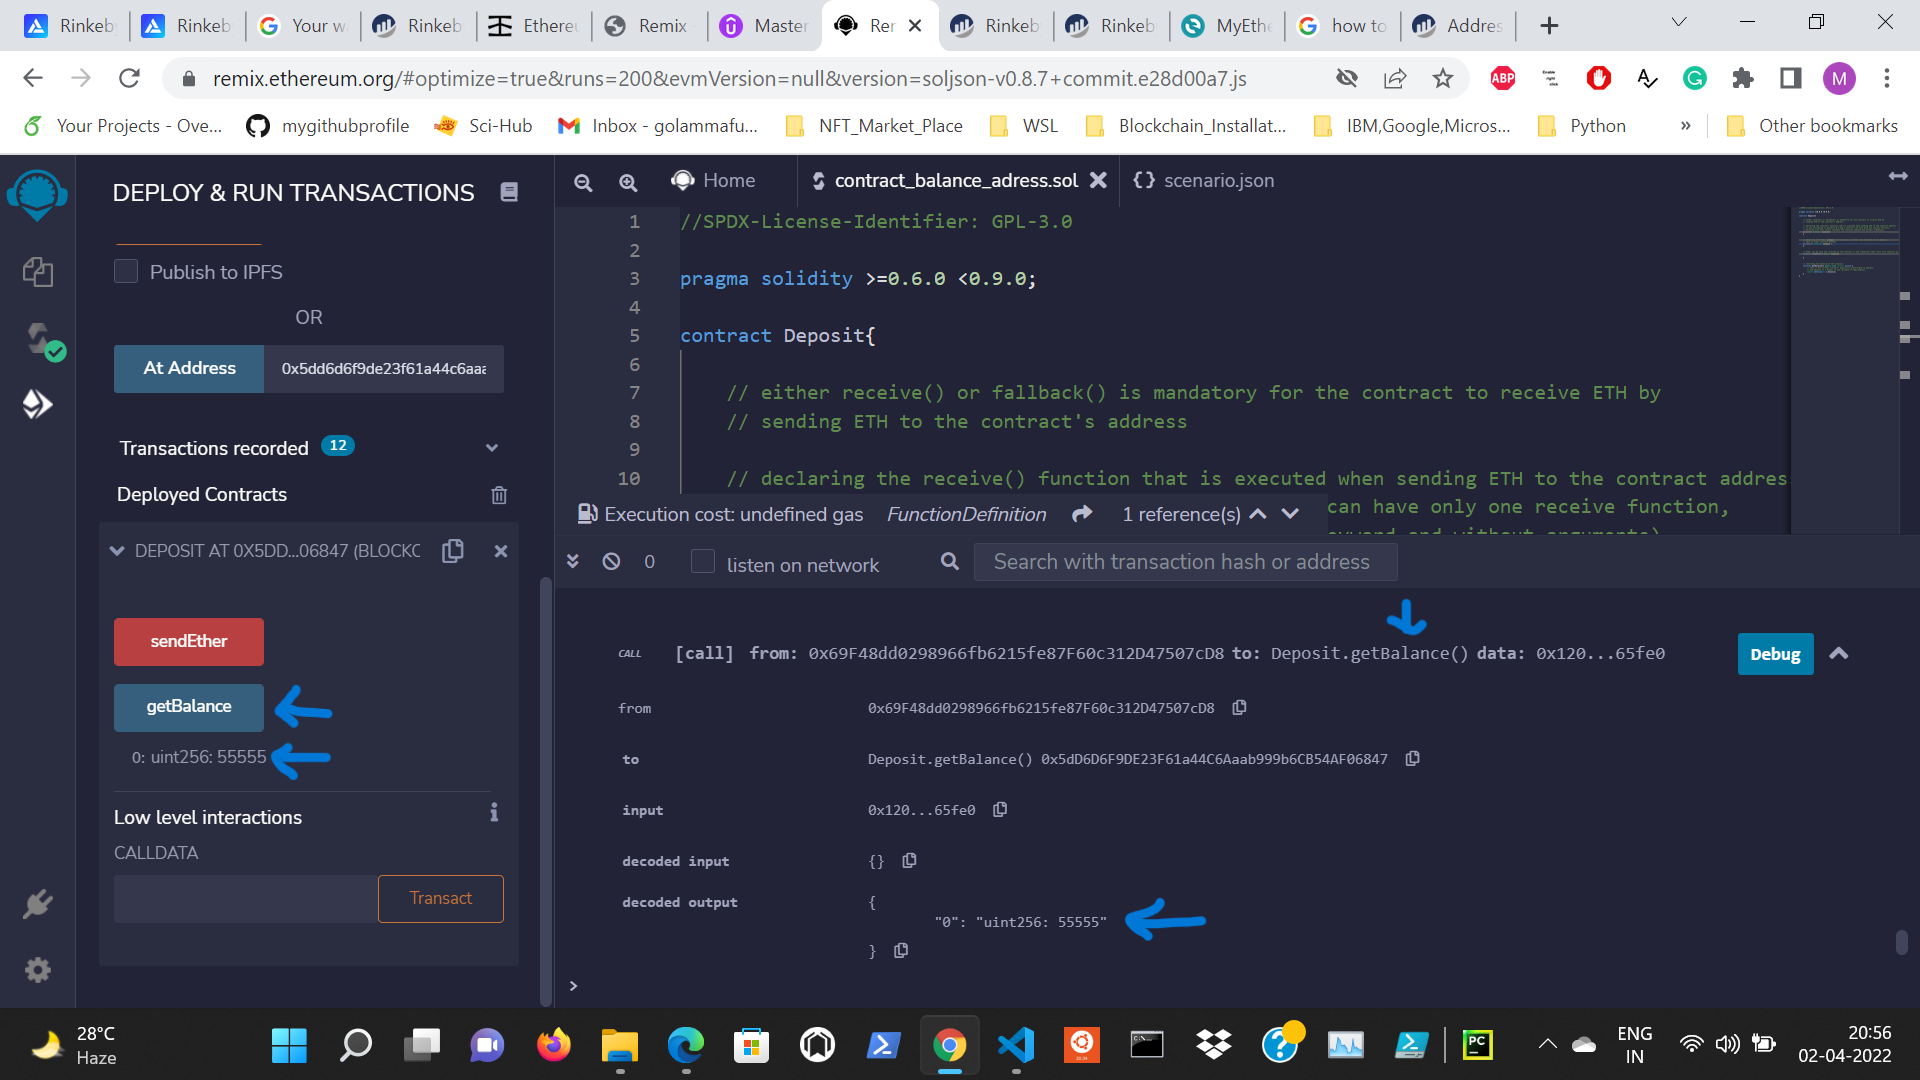 Rinkeby
Rinkeb
Your w
Rinkeb
Ethereu
Remix
Master
Rer
Rinkeb
Rinkeb
MyEthe
how to
Addres
remix.ethereum.org/#optimize=true&runs=200&evmVersion=null&version=soljson-v0.8.7+commit.e28d00a7.js
ABP
M
Your Projects - Ove...
mygithubprofile
Sci-Hub
Inbox - golammafu...
NFT_Market_Place
WSL
Blockchain_Installat...
IBM,Google,Micros...
Python
»
Other bookmarks
DEPLOY & RUN TRANSACTIONS
Publish to IPFS
OR
At Address
0x5dd6d6f9de23f61a44c6aaa
Transactions recorded 12
Deployed Contracts
DEPOSIT AT 0X5DD...06847 (BLOCKC
sendEther
getBalance
0: uint256: 55555
Low level interactions
CALLDATA
Transact
Home
contract_balance_adress.sol
scenario.json
1 //SPDX-License-Identifier: GPL-3.0
2
3 pragma solidity >=0.6.0 <0.9.0;
4
5 contract Deposit{
6
7 // either receive() or fallback() is mandatory for the contract to receive ETH by
8 // sending ETH to the contract's address
9
10 // declaring the receive() function that is executed when sending ETH to the contract addres
can have only one receive function,
Execution cost: undefined gas FunctionDefinition 1 reference(s)
0
listen on network
Search with transaction hash or address
CALL [call] from: 0x69F48dd0298966fb6215fe87F60c312D47507cD8 to: Deposit.getBalance() data: 0x120...65fe0
Debug
from 0x69F48dd0298966fb6215fe87F60c312D47507cD8
to Deposit.getBalance() 0x5dD6D6F9DE23F61a44C6Aaab999b6CB54AF06847
input 0x120...65fe0
decoded input {}
decoded output {
"0": "uint256: 55555"
}
>
28°C
Haze
PC
ENG
IN
20:56
02-04-2022